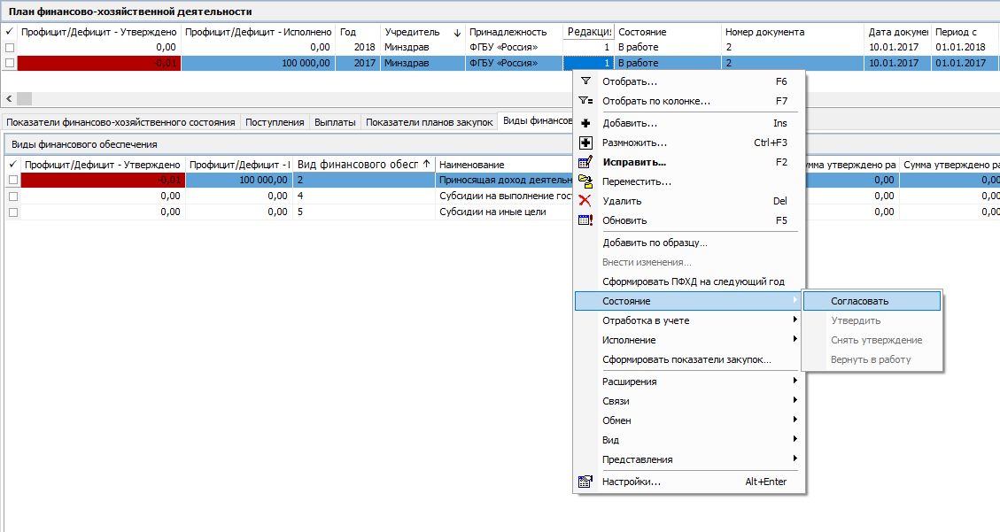 План финансово-хозяйственной деятельности
✓ Профицит/Дефицит - Утверждено Профицит/Дефицит - Исполнено Год Учредитель ↓ Принадлежность Редакци Состояние Номер документа Дата докумен Период с
0,00 0,00 2018 Минздрав ФГБУ «Россия» 1 В работе 2 10.01.2017 01.01.2018
-0,01 100 000,00 2017 Минздрав ФГБУ «Россия» 1 В работе 2 10.01.2017 01.01.2017
Показатели финансово-хозяйственного состояния Поступления Выплаты Показатели планов закупок Виды финансов
Виды финансового обеспечения
✓ Профицит/Дефицит - Утверждено Профицит/Дефицит - I Вид финансового обесп ↑ Наименование умма утверждено ра Сумма утверждено ра
-0,01 100 000,00 2 Приносящая доход деятельн 0,00 0,00
0,00 0,00 4 Субсидии на выполнение гос 0,00 0,00
0,00 0,00 5 Субсидии на иные цели 0,00 0,00
Отобрать... F6
Отобрать по колонке... F7
Добавить... Ins
Размножить... Ctrl+F3
Исправить... F2
Переместить...
Удалить Del
Обновить F5
Добавить по образцу...
Внести изменения...
Сформировать ПФХД на следующий год
Состояние
Отработка в учете
Исполнение
Сформировать показатели закупок...
Расширения
Связи
Обмен
Вид
Представления
Настройки... Alt+Enter
Согласовать
Утвердить
Снять утверждение
Вернуть в работу